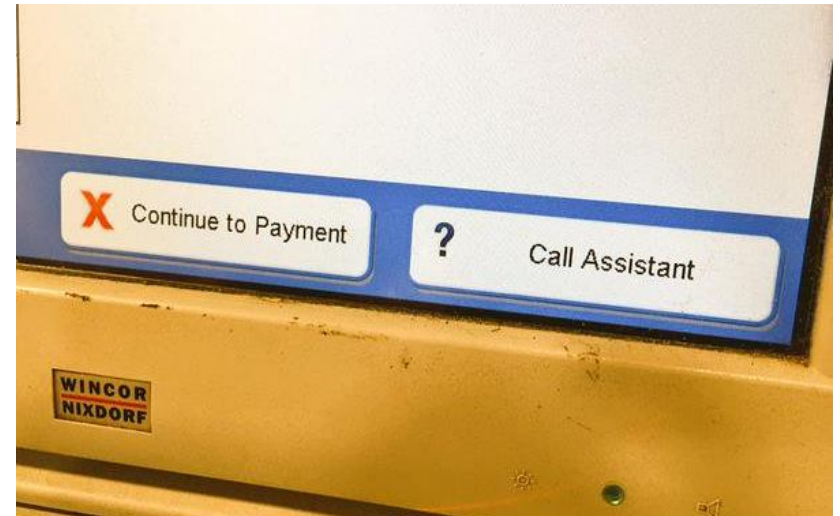 X Continue to Payment
? Call Assistant
WINCOR
NIXDORF